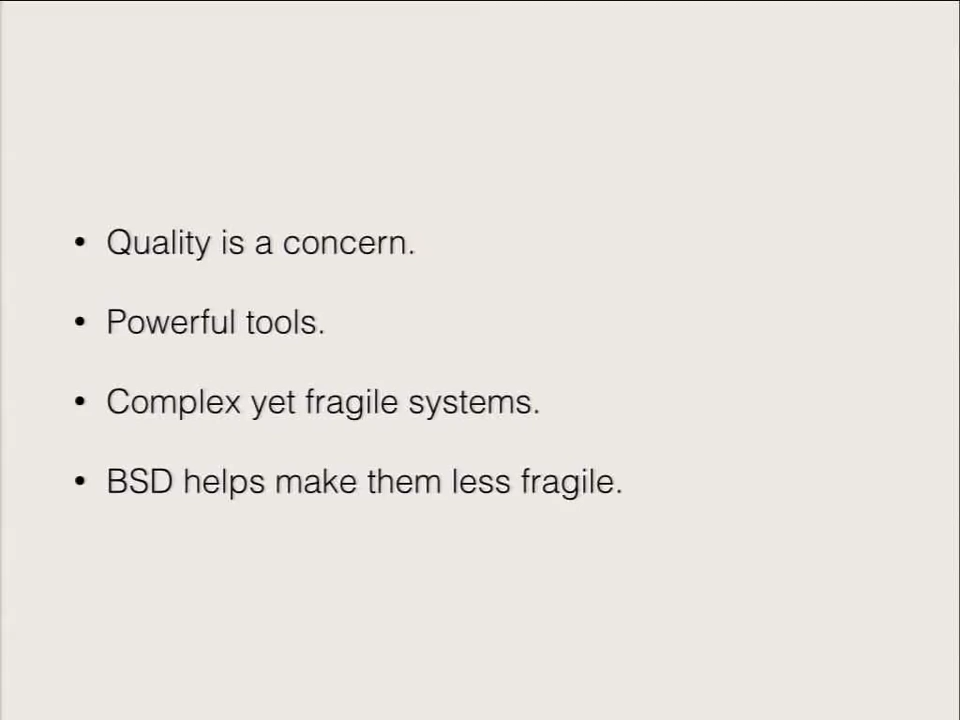 • Quality is a concern.
• Powerful tools.
• Complex yet fragile systems.
• BSD helps make them less fragile.